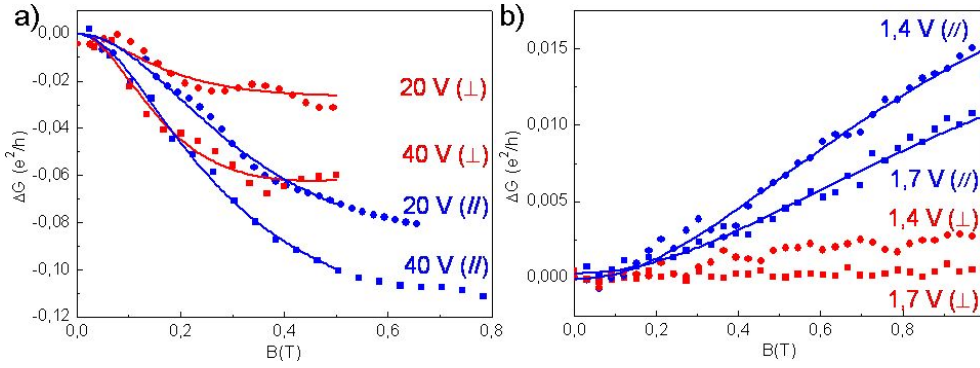 a)
ΔG (e²/h)
0,00
-0,02
-0,04
-0,06
-0,08
-0,10
-0,12
20 V (⊥)
40 V (⊥)
20 V (//)
40 V (//)
0,0 0,2 0,4 0,6 0,8
B(T)
b)
ΔG (e²/h)
0,015
0,010
0,005
0,000
1,4 V (//)
1,7 V (//)
1,4 V (⊥)
1,7 V (⊥)
0,0 0,2 0,4 0,6 0,8
B(T)